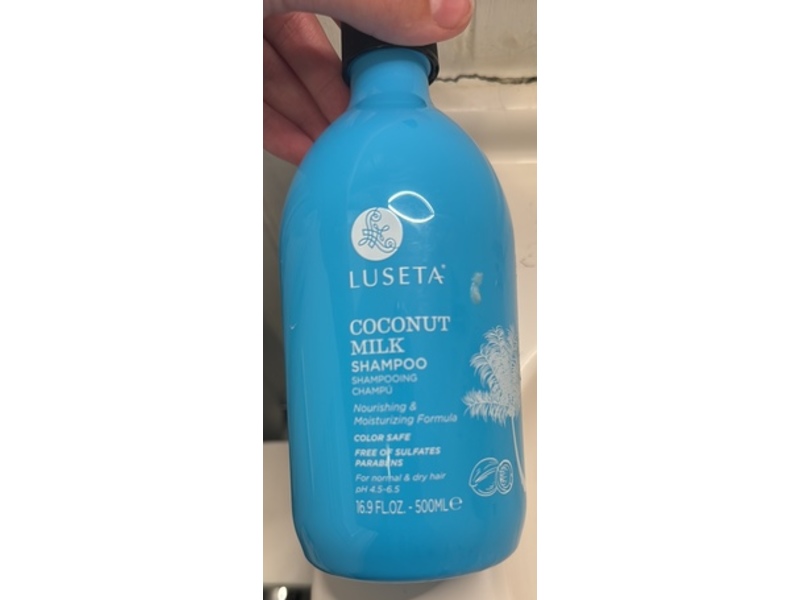 LUSETA
COCONUT
MILK
SHAMPOO
SHAMPOOING
CHAMPÚ
Nourishing &
Moisturizing Formula
COLOR SAFE
FREE OF SULFATES
PARABENS
For normal & dry hair
pH 4.5-6.5
16.9 FL.OZ. - 500ML℮